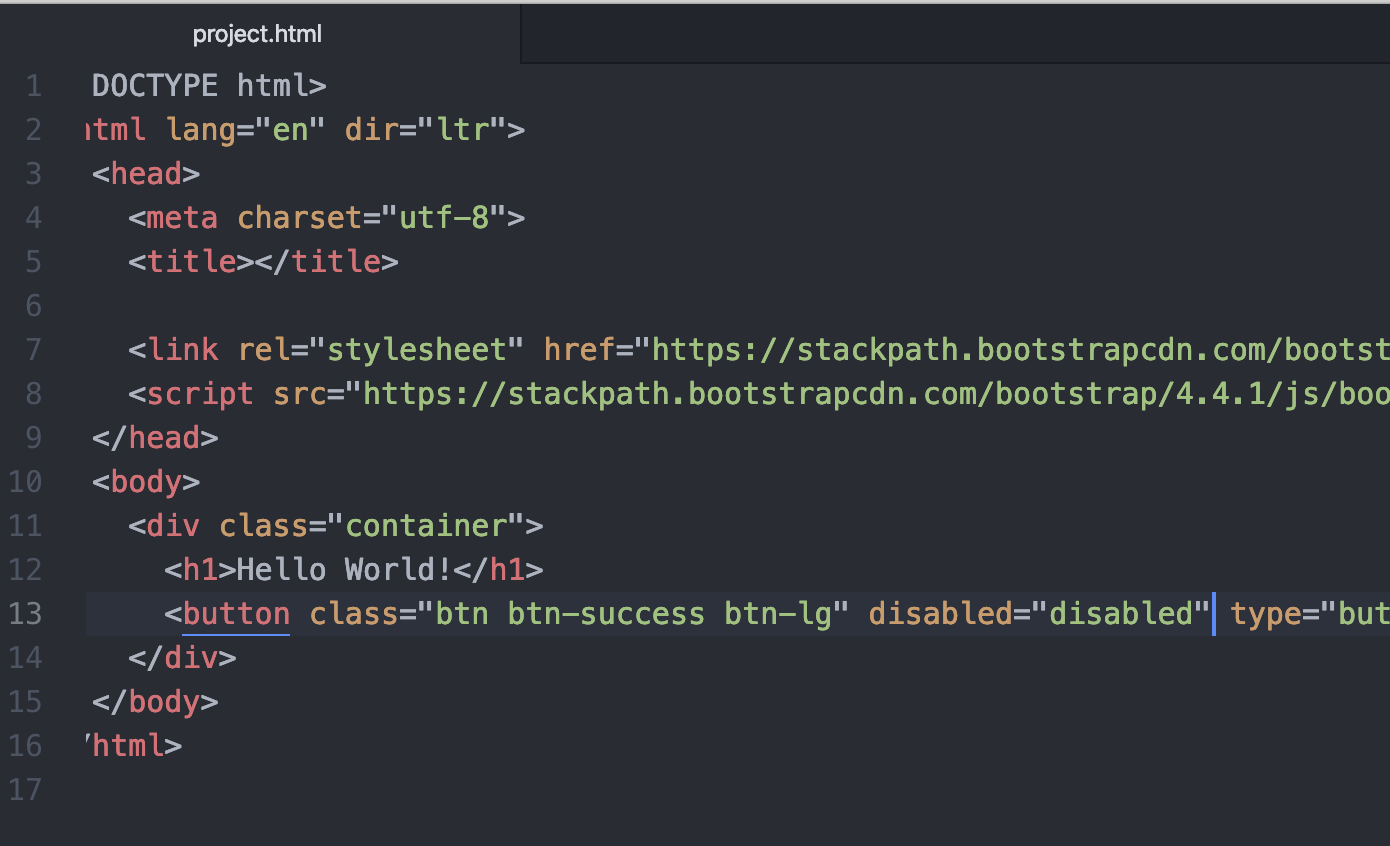 project.html
1 DOCTYPE html>
2 html lang="en" dir="ltr">
3 <head>
4 <meta charset="utf-8">
5 <title></title>
6
7 <link rel="stylesheet" href="https://stackpath.bootstrapcdn.com/bootst
8 <script src="https://stackpath.bootstrapcdn.com/bootstrap/4.4.1/js/boo
9 </head>
10 <body>
11 <div class="container">
12 <h1>Hello World!</h1>
13 <button class="btn btn-success btn-lg" disabled="disabled" type="but
14 </div>
15 </body>
16 /html>
17